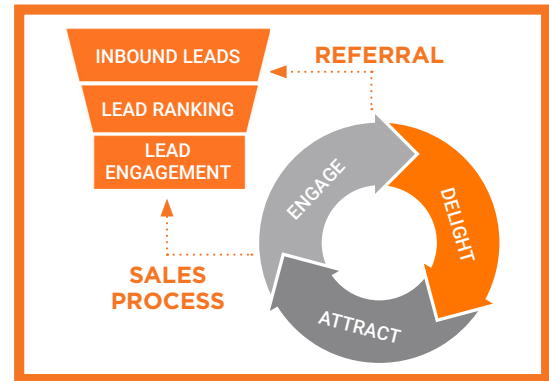 INBOUND LEADS
REFERRAL
LEAD RANKING
LEAD
ENGAGEMENT
ENGAGE
DELIGHT
SALES
PROCESS
ATTRACT